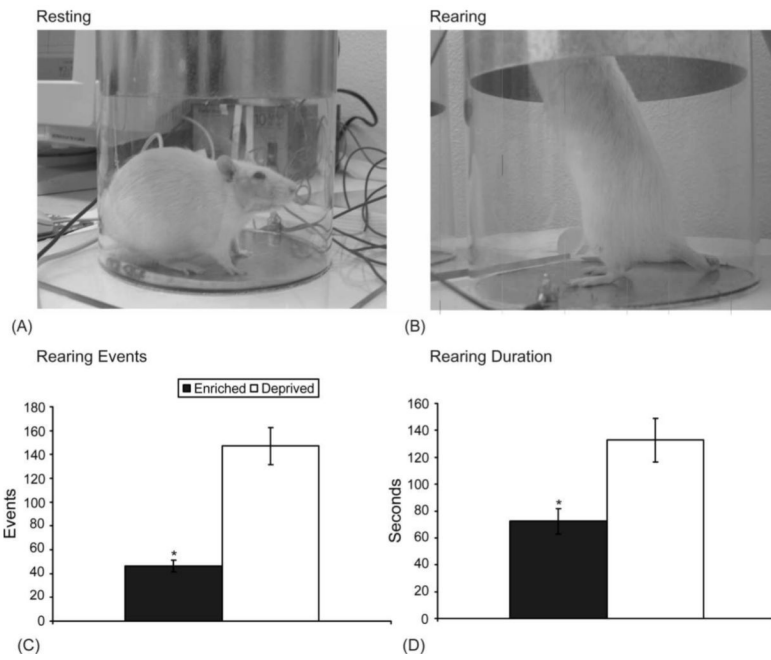 Resting
Rearing
(A)
(B)
Rearing Events
Enriched Deprived
180
160
140
120
100
80
60
40
20
0
Events
*
(C)
Rearing Duration
160
140
120
100
80
60
40
20
0
Seconds
*
(D)